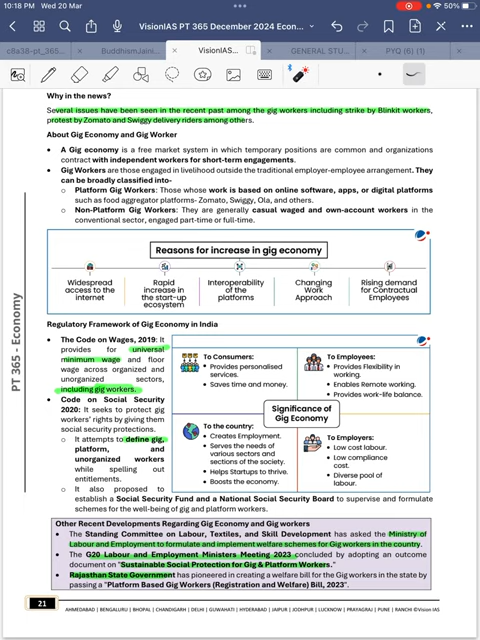 10:18 PM Wed 20 Mar
50%
VisionIAS PT 365 December 2024 Econ...
c8a38-pt_365...
BuddhismJaini...
VisionIAS...
GENERAL STU...
PYQ (6) (1)
Why in the news?
Several issues have been seen in the recent past among the gig workers including strike by Blinkit workers,
protest by Zomato and Swiggy delivery riders among others.
About Gig Economy and Gig Worker
• A Gig economy is a free market system in which temporary positions are common and organizations
contract with independent workers for short-term engagements.
• Gig Workers are those engaged in livelihood outside the traditional employer-employee arrangement. They
can be broadly classified into-
o Platform Gig Workers: Those whose work is based on online software, apps, or digital platforms
such as food aggregator platforms- Zomato, Swiggy, Ola, and others.
o Non-Platform Gig Workers: They are generally casual waged and own-account workers in the
conventional sector, engaged part-time or full-time.
Reasons for increase in gig economy
Widespread
access to the
internet
Rapid
increase in
the start-up
ecosystem
Interoperability
of the
platforms
Changing
Work
Approach
Rising demand
for Contractual
Employees
PT 365 - Economy
Regulatory Framework of Gig Economy in India
• The Code on Wages, 2019: It
provides for universal
minimum wage and floor
wage across organized and
unorganized sectors,
including gig workers.
• Code on Social Security
2020: It seeks to protect gig
workers' rights by giving them
social security protections.
o It attempts to define gig,
platform, and
unorganized workers
while spelling out
entitlements.
o It also proposed to
establish a Social Security Fund and a National Social Security Board to supervise and formulate
schemes for the well-being of gig and platform workers.
To Consumers:
• Provides personalised
services.
• Saves time and money.
To Employees:
• Provides Flexibility in
working.
• Enables Remote working.
• Provides work-life balance.
Significance of
Gig Economy
To the country:
• Creates Employment.
• Serves the needs of
various sectors and
sections of the society.
• Helps Startups to thrive.
• Boosts the economy.
To Employers:
• Low cost labour.
• Low compliance
cost.
• Diverse pool of
labour.
Other Recent Developments Regarding Gig Economy and Gig workers
• The Standing Committee on Labour, Textiles, and Skill Development has asked the Ministry of
Labour and Employment to formulate and implement welfare schemes for Gig workers in the country.
• The G20 Labour and Employment Ministers Meeting 2023 concluded by adopting an outcome
document on "Sustainable Social Protection for Gig & Platform Workers."
• Rajasthan State Government has pioneered in creating a welfare bill for the Gig workers in the state by
passing a "Platform Based Gig Workers (Registration and Welfare) Bill, 2023".
21
AHMEDABAD | BENGALURU | BHOPAL | CHANDIGARH | DELHI | GUWAHATI | HYDERABAD | JAIPUR | JODHPUR | LUCKNOW | PRAYAGRAJ | PUNE | RANCHI ©Vision IAS